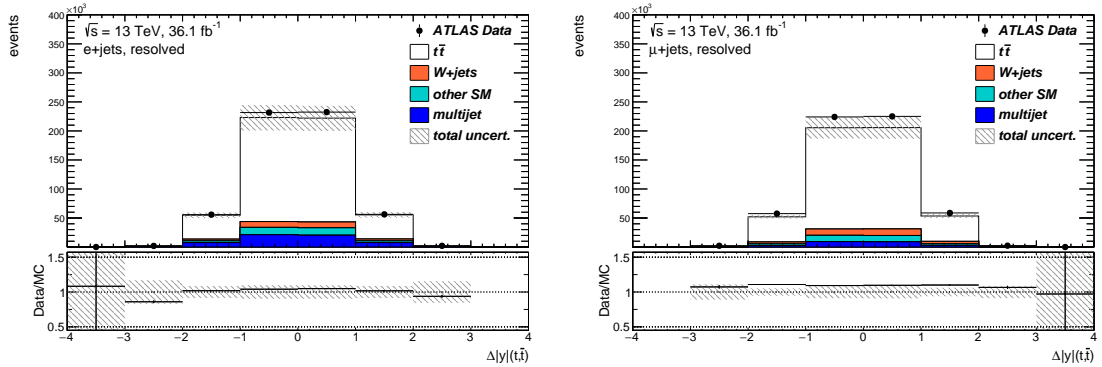 ×10³
events
400
350
300
250
200
150
100
50
√s = 13 TeV, 36.1 fb⁻¹
e+jets, resolved
ATLAS Data
tt̄
W+jets
other SM
multijet
total uncert.
Data/MC
1.5
1
0.5
−4 −3 −2 −1 0 1 2 3 4
Δ|y|(t,t̄)
×10³
events
400
350
300
250
200
150
100
50
√s = 13 TeV, 36.1 fb⁻¹
μ+jets, resolved
ATLAS Data
tt̄
W+jets
other SM
multijet
total uncert.
Data/MC
1.5
1
0.5
−4 −3 −2 −1 0 1 2 3 4
Δ|y|(t,t̄)